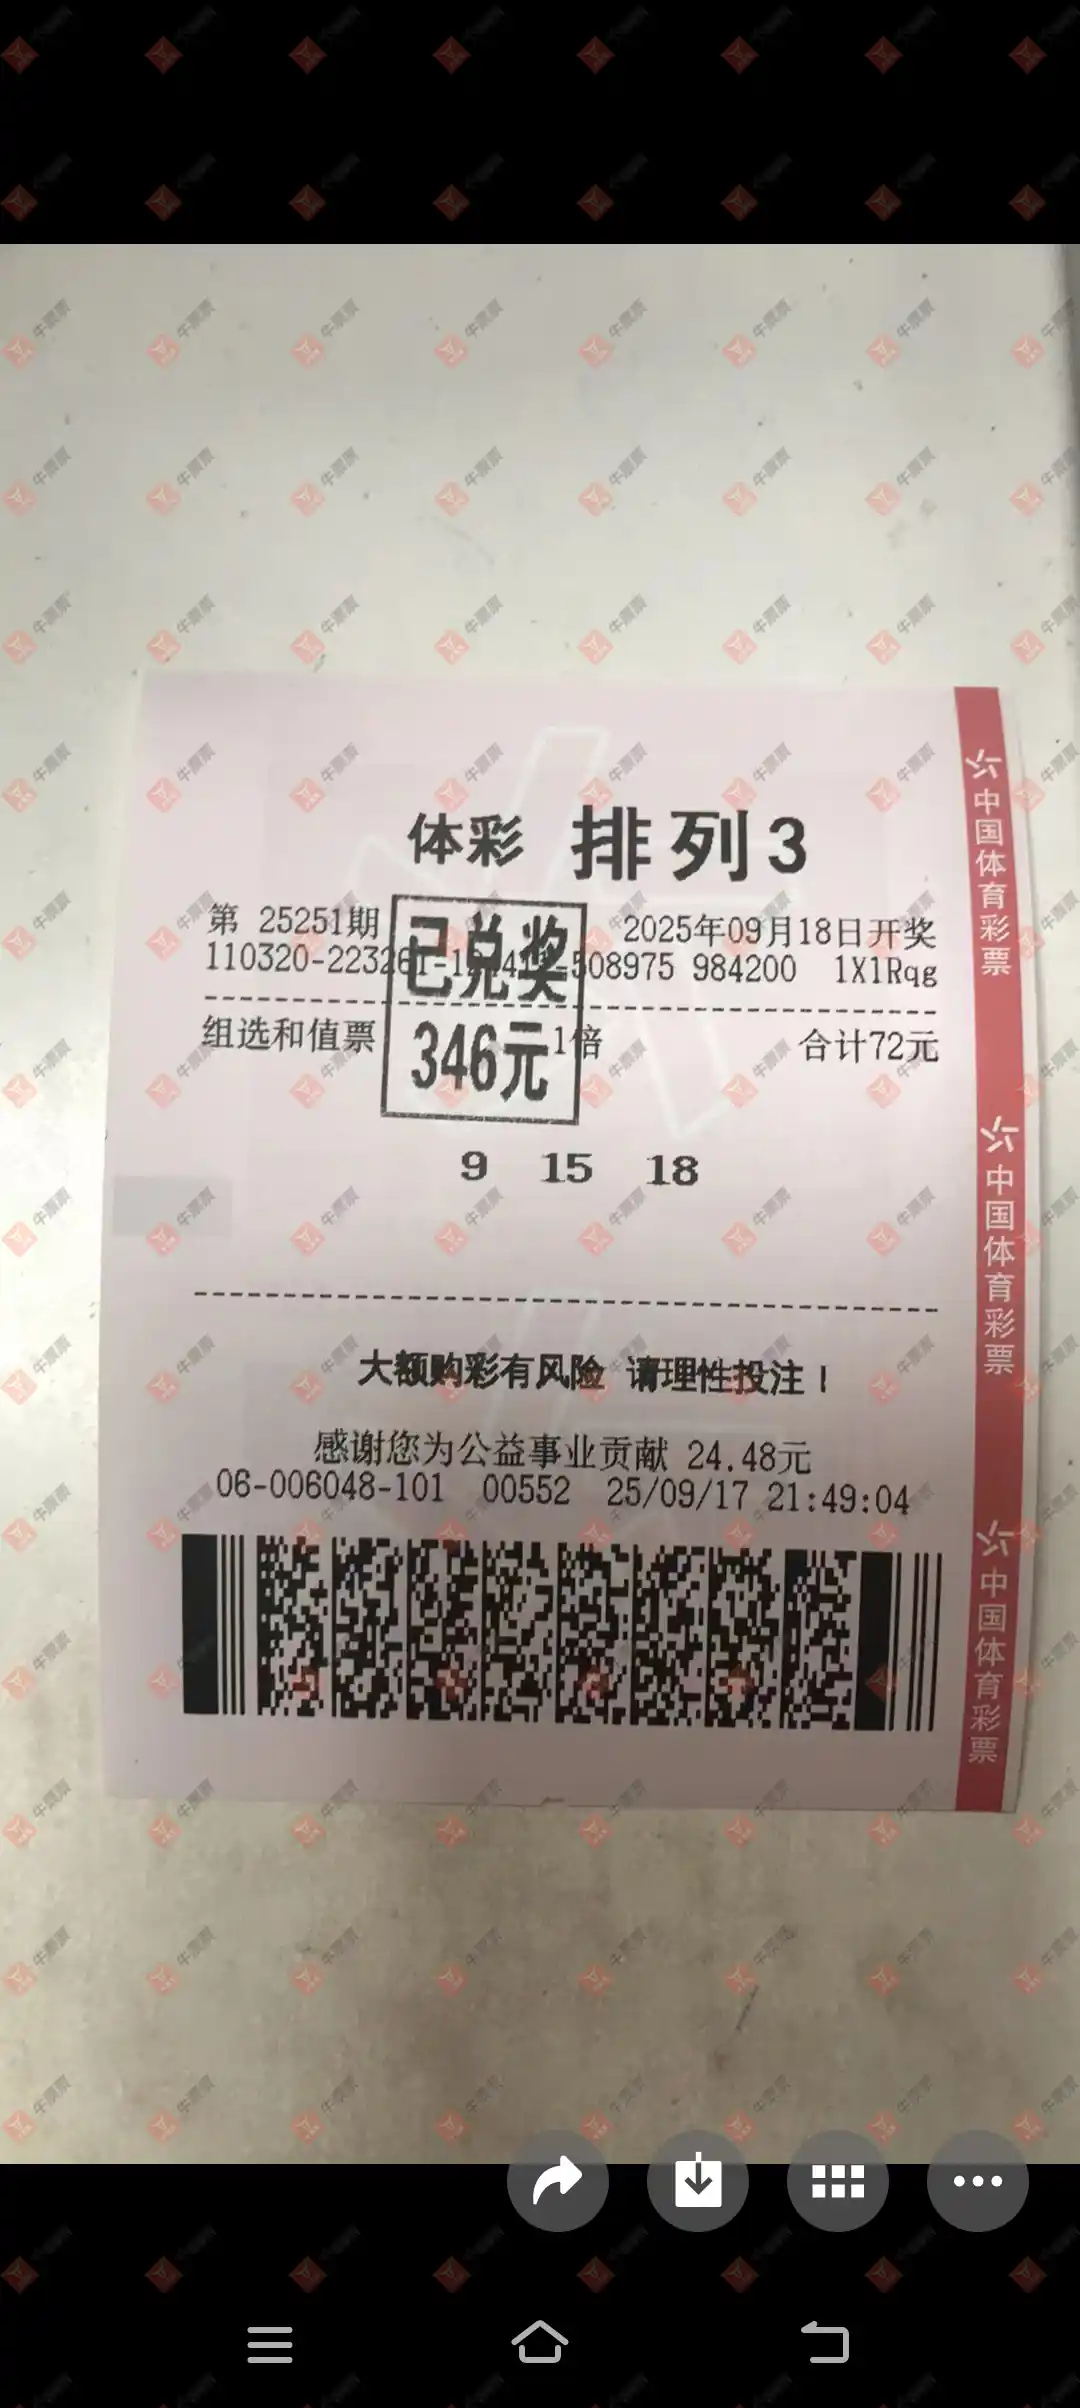 体彩 排列3
第 25251期 2025年09月18日开奖
508975 984200 1X1Rqg
已兑奖
346元
组选和值票 1倍 合计72元
9 15 18
大额购彩有风险 请理性投注！
感谢您为公益事业贡献 24.48元
06-006048-101 00552 25/09/17 21:49:04
中国体育彩票
中国体育彩票
中国体育彩票
牛票票